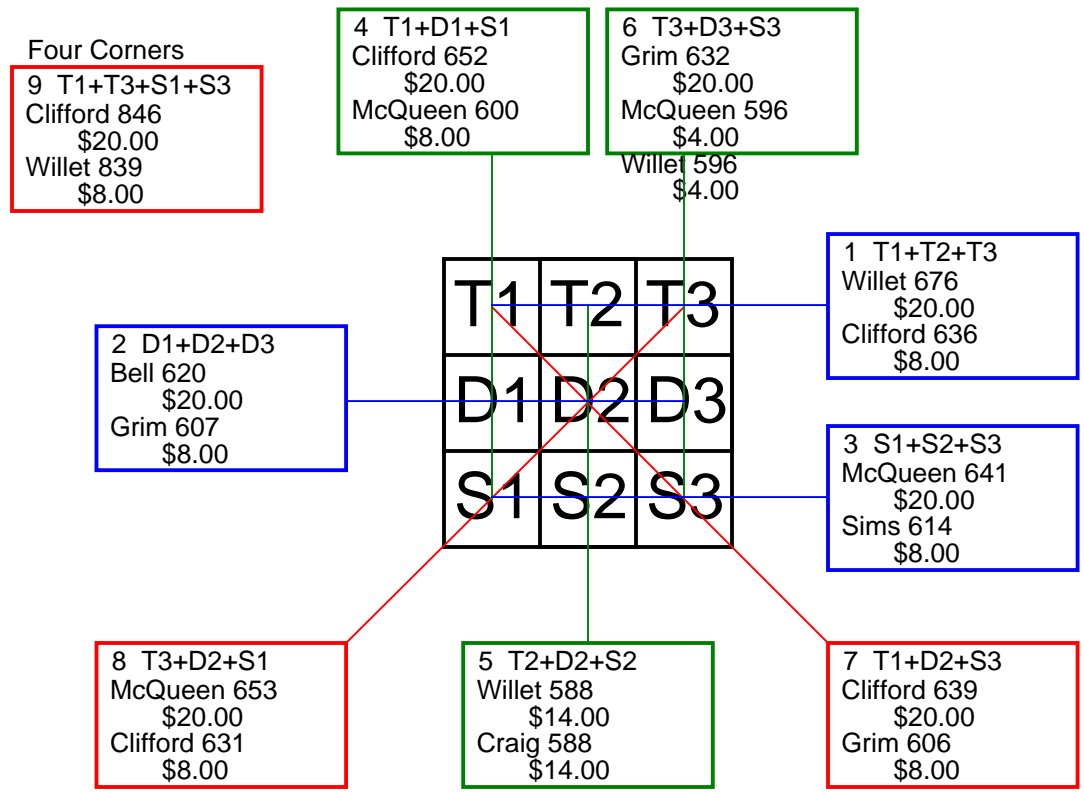 Four Corners
9 T1+T3+S1+S3
Clifford 846
$20.00
Willet 839
$8.00
4 T1+D1+S1
Clifford 652
$20.00
McQueen 600
$8.00
6 T3+D3+S3
Grim 632
$20.00
McQueen 596
$4.00
Willet 596
$4.00
1 T1+T2+T3
Willet 676
$20.00
Clifford 636
$8.00
2 D1+D2+D3
Bell 620
$20.00
Grim 607
$8.00
T1 T2 T3
D1 D2 D3
S1 S2 S3
3 S1+S2+S3
McQueen 641
$20.00
Sims 614
$8.00
8 T3+D2+S1
McQueen 653
$20.00
Clifford 631
$8.00
5 T2+D2+S2
Willet 588
$14.00
Craig 588
$14.00
7 T1+D2+S3
Clifford 639
$20.00
Grim 606
$8.00